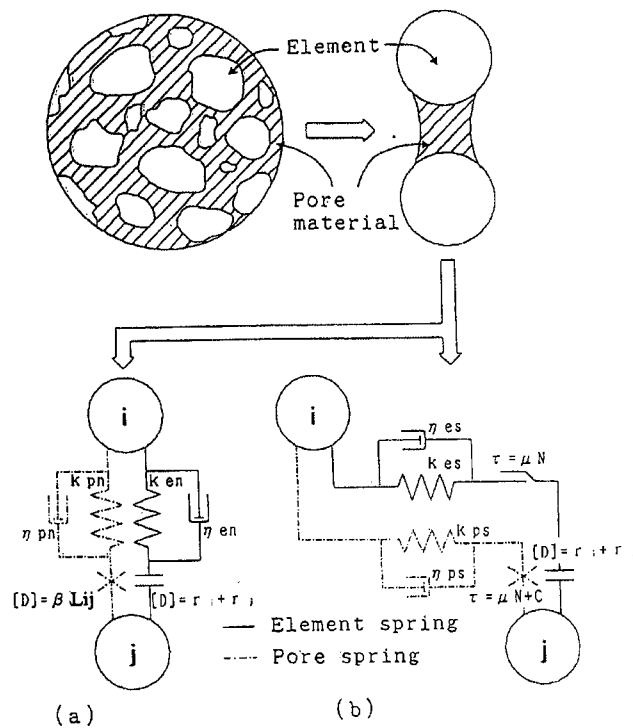 Element
Pore
material
i
k pn
k en
η pn
η en
[D]=β Lij
[D]=r i + r j
j
(a)
i
η es
k es
τ=μ N
k ps
η ps
[D]=r i + r
τ=μ N+C
j
(b)
Element spring
Pore spring